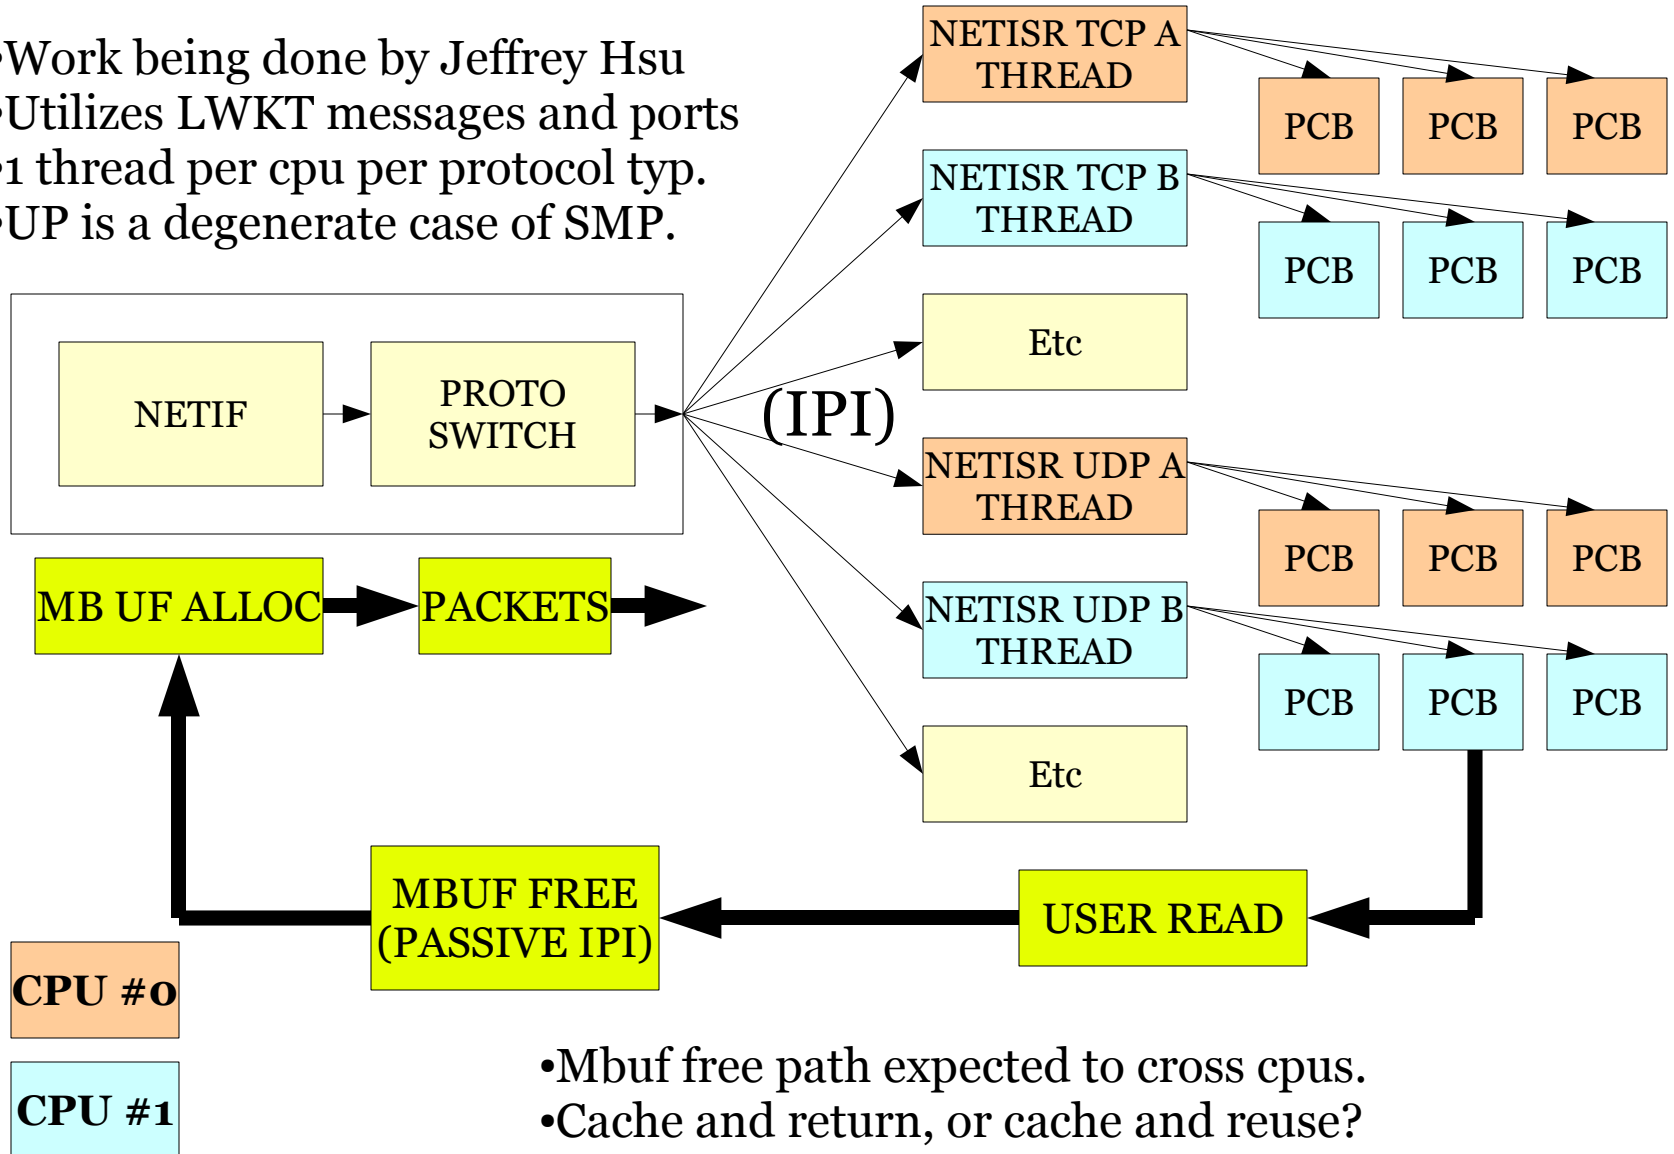 •Work being done by Jeffrey Hsu
•Utilizes LWKT messages and ports
•1 thread per cpu per protocol typ.
•UP is a degenerate case of SMP.
NETIF
PROTO
SWITCH
(IPI)
NETISR TCP A
THREAD
PCB
PCB
PCB
NETISR TCP B
THREAD
PCB
PCB
PCB
Etc
NETISR UDP A
THREAD
PCB
PCB
PCB
NETISR UDP B
THREAD
PCB
PCB
PCB
Etc
MB UF ALLOC
PACKETS
MBUF FREE
(PASSIVE IPI)
USER READ
CPU #0
CPU #1
•Mbuf free path expected to cross cpus.
•Cache and return, or cache and reuse?